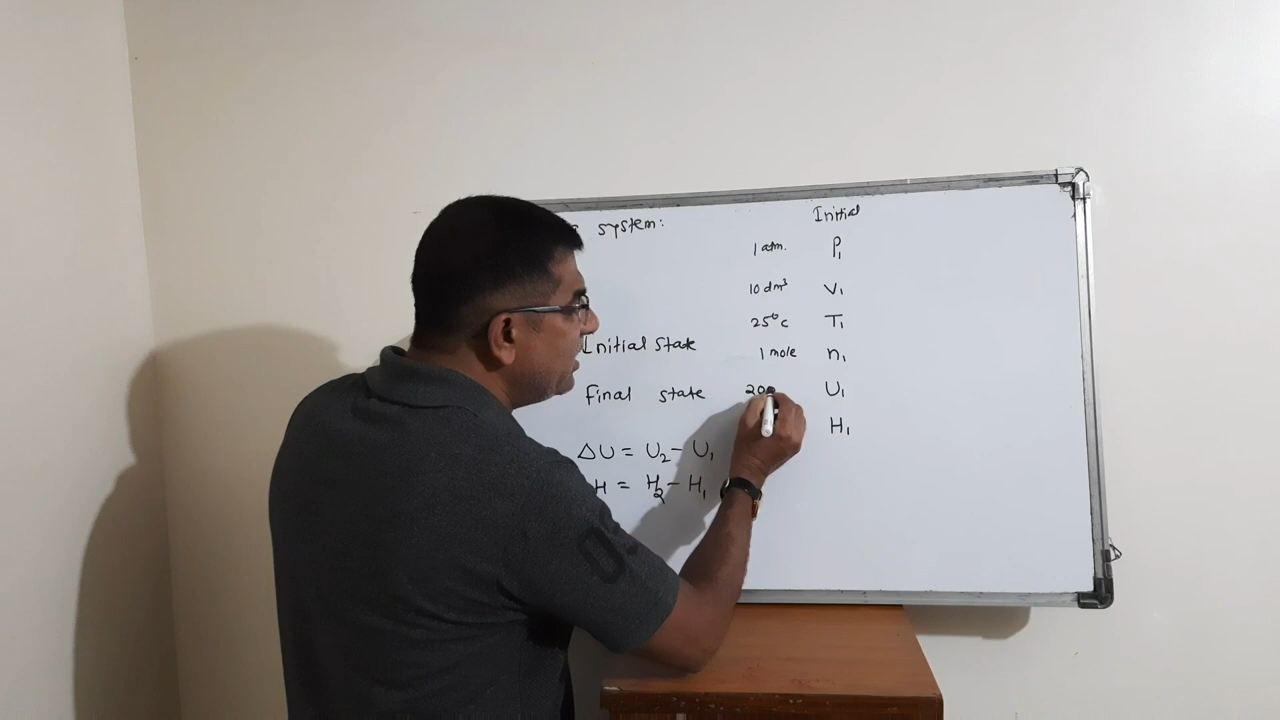 system:
Initial
1 atm. P₁
10 dm³ V₁
25°c T₁
Initial State
1 mole n₁
Final state
20 U₁
H₁
ΔU = U₂ - U₁
H = H₂ - H₁